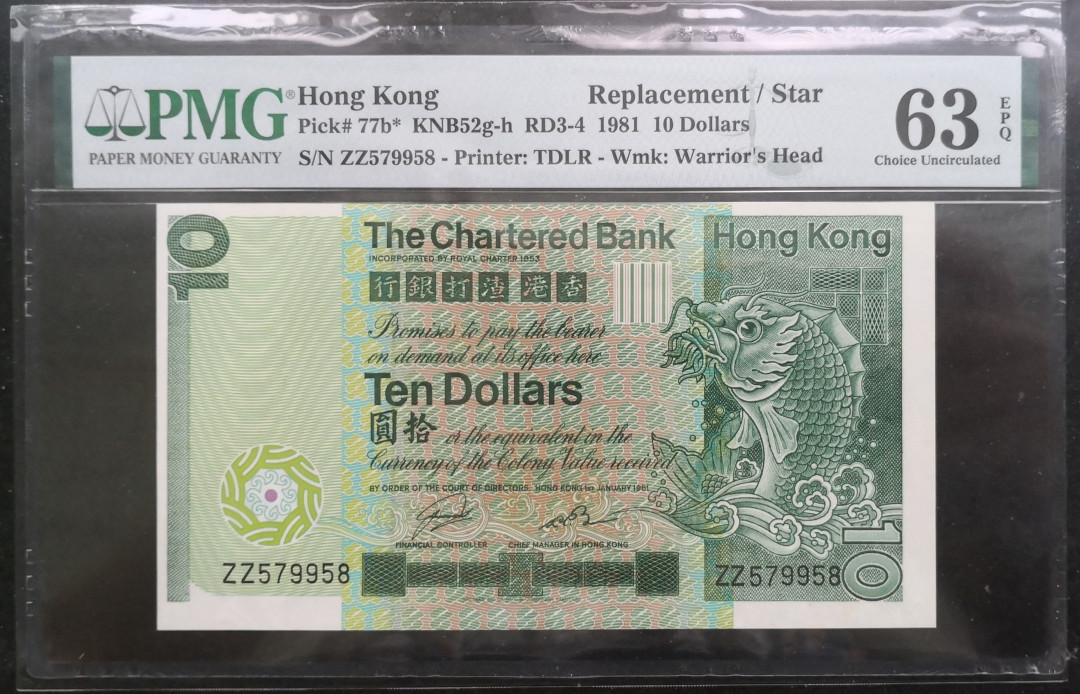 PMG®
PAPER MONEY GUARANTY
Hong Kong Replacement / Star
Pick# 77b* KNB52g-h RD3-4 1981 10 Dollars
S/N ZZ579958 - Printer: TDLR - Wmk: Warrior's Head
63
EPQ
Choice Uncirculated
10
The Chartered Bank
Hong Kong
INCORPORATED BY ROYAL CHARTER 1853
行銀打渣港香
Promises to pay the bearer
on demand at its office here
Ten Dollars
圓拾 or the equivalent in the
Currency of the Colony Value received
BY ORDER OF THE COURT OF DIRECTORS. HONG KONG 1st JANUARY 1981
FINANCIAL CONTROLLER CHIEF MANAGER IN HONG KONG
ZZ579958
ZZ579958
10